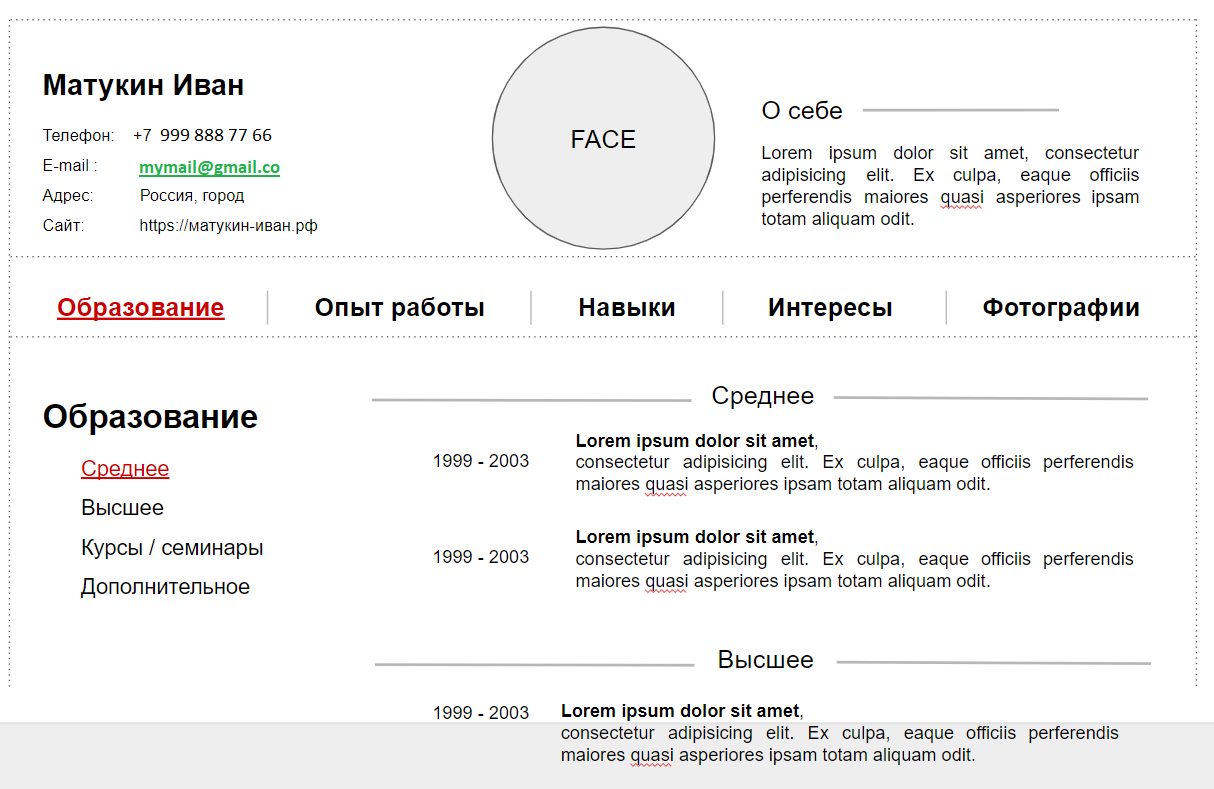 Матукин Иван
Телефон: +7 999 888 77 66
E-mail : mymail@gmail.co
Адрес: Россия, город
Сайт: https://матукин-иван.рф
FACE
О себе
Lorem ipsum dolor sit amet, consectetur
adipisicing elit. Ex culpa, eaque officiis
perferendis maiores quasi asperiores ipsam
totam aliquam odit.
Образование Опыт работы Навыки Интересы Фотографии
Образование
Среднее
Высшее
Курсы / семинары
Дополнительное
Среднее
1999 - 2003
Lorem ipsum dolor sit amet,
consectetur adipisicing elit. Ex culpa, eaque officiis perferendis
maiores quasi asperiores ipsam totam aliquam odit.
1999 - 2003
Lorem ipsum dolor sit amet,
consectetur adipisicing elit. Ex culpa, eaque officiis perferendis
maiores quasi asperiores ipsam totam aliquam odit.
Высшее
1999 - 2003
Lorem ipsum dolor sit amet,
consectetur adipisicing elit. Ex culpa, eaque officiis perferendis
maiores quasi asperiores ipsam totam aliquam odit.